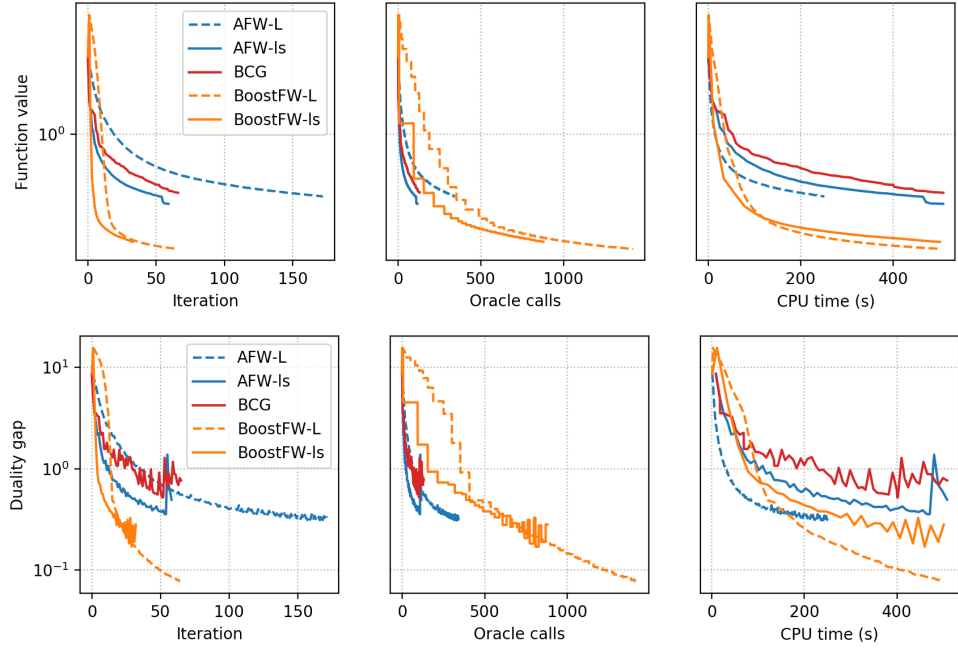 AFW-L
AFW-ls
BCG
BoostFW-L
BoostFW-ls
Function value
10⁰
0 50 100 150
Iteration
0 500 1000
Oracle calls
0 200 400
CPU time (s)
AFW-L
AFW-ls
BCG
BoostFW-L
BoostFW-ls
Duality gap
10¹
10⁰
10⁻¹
0 50 100 150
Iteration
0 500 1000
Oracle calls
0 200 400
CPU time (s)